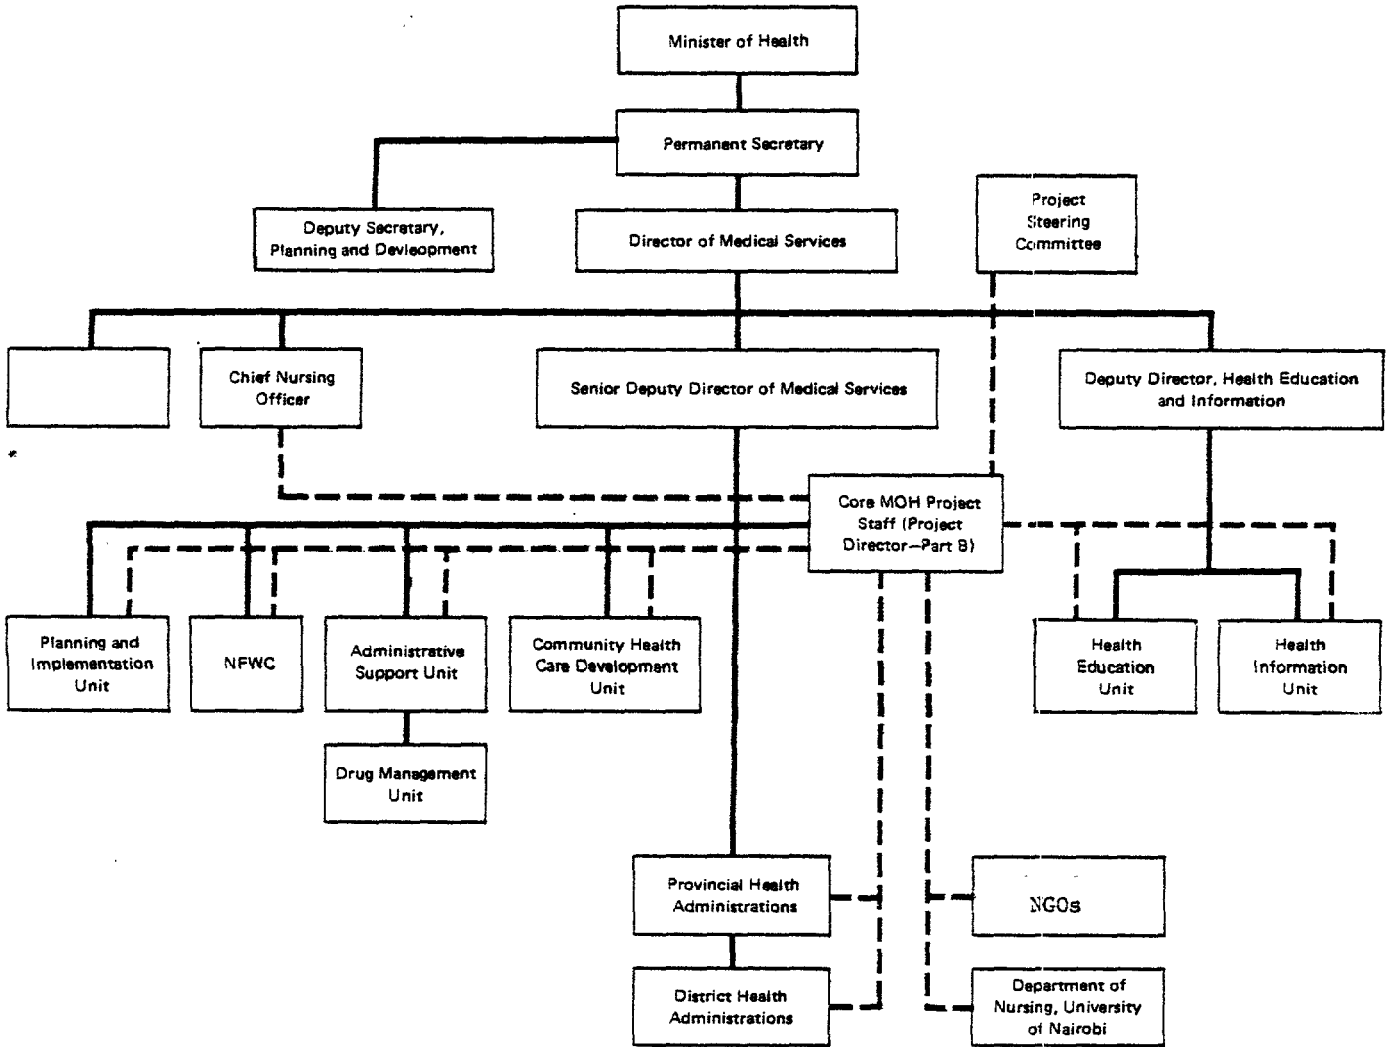 Minister of Health
Permanent Secretary
Deputy Secretary,
Planning and Devleopment
Director of Medical Services
Project
Steering
Committee
Chief Nursing
Officer
Senior Deputy Director of Medical Services
Deputy Director, Health Education
and Information
Core MOH Project
Staff (Project
Director—Part B)
Planning and
Implementation
Unit
NFWC
Administrative
Support Unit
Community Health
Care Development
Unit
Health
Education
Unit
Health
Information
Unit
Drug Management
Unit
Provincial Health
Administrations
NGOs
District Health
Administrations
Department of
Nursing, University
of Nairobi